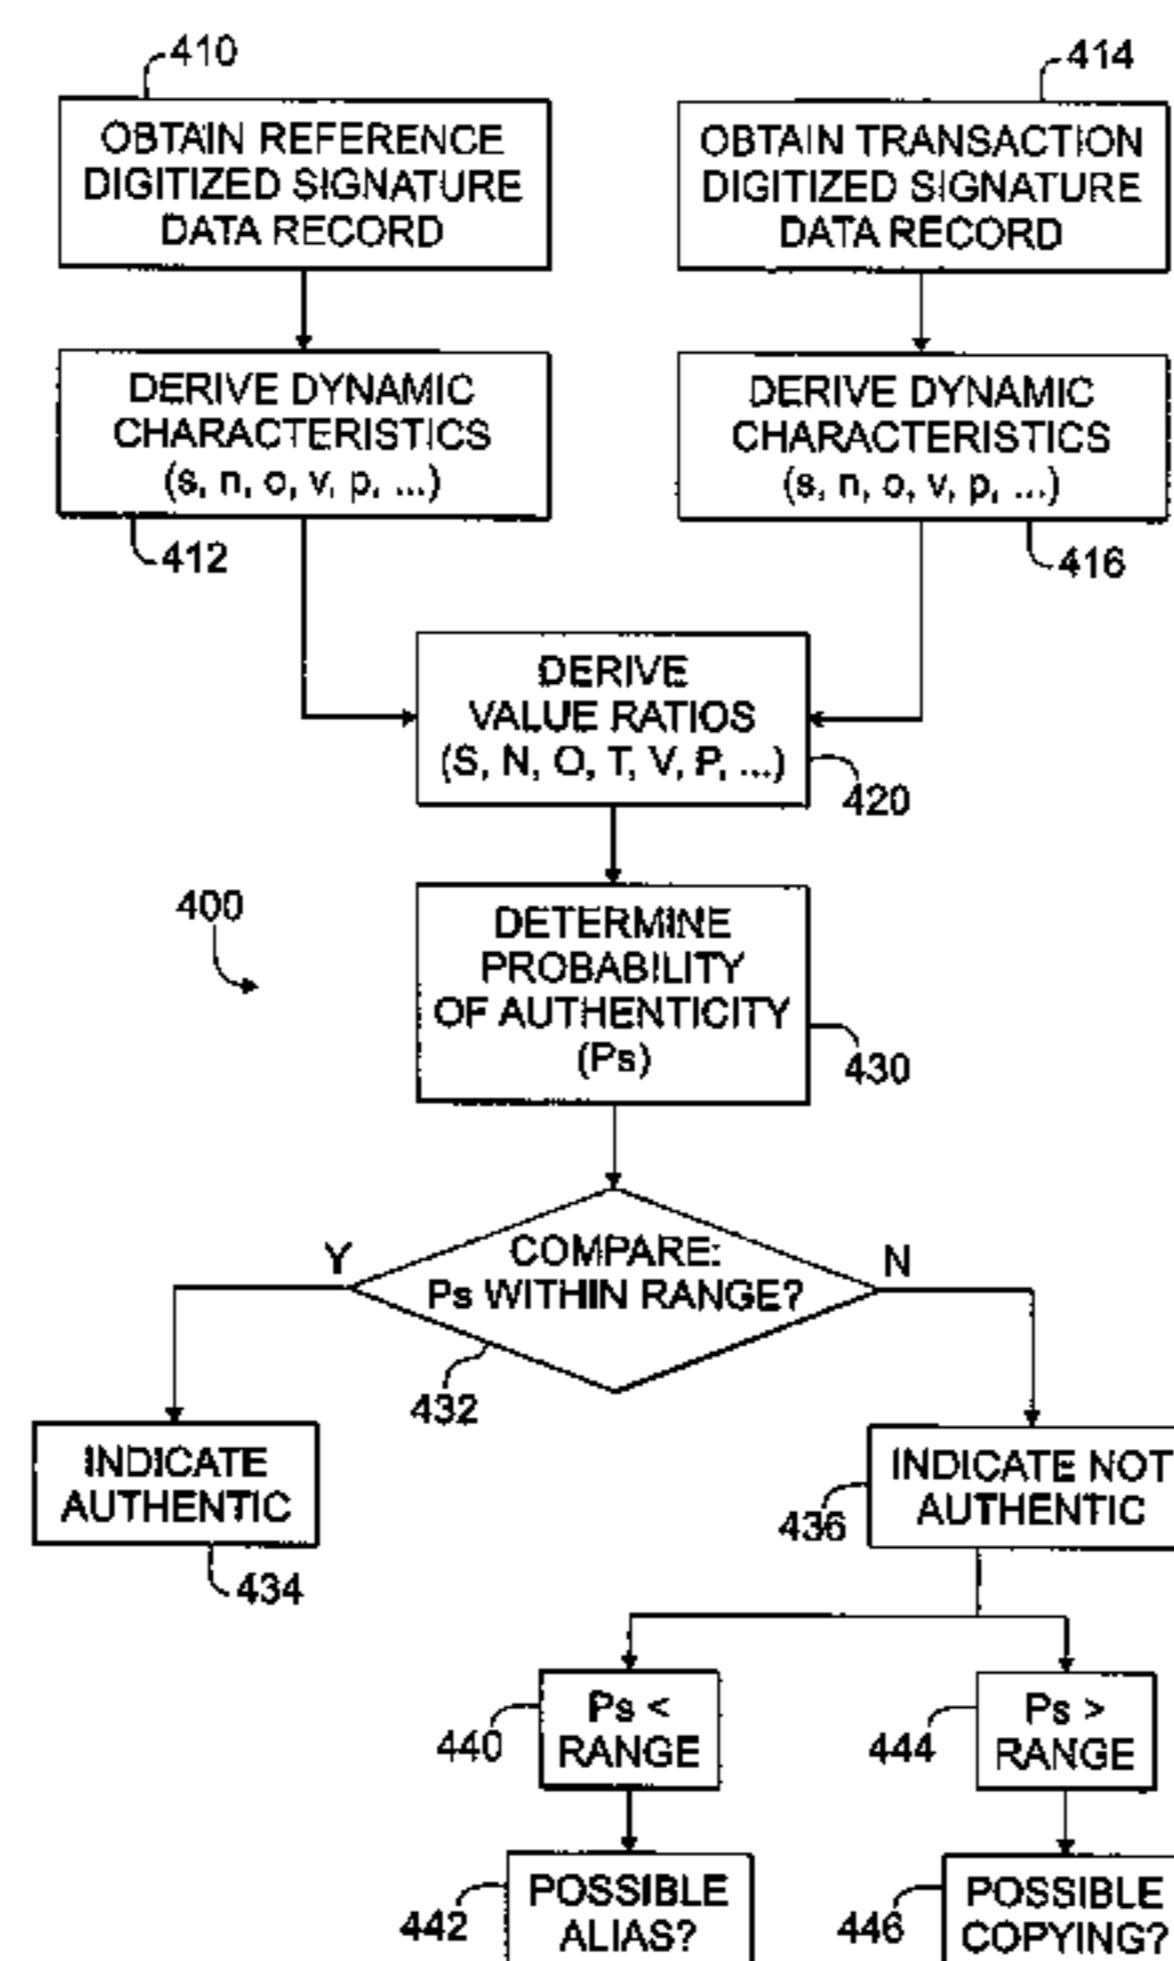 410
OBTAIN REFERENCE
DIGITIZED SIGNATURE
DATA RECORD
414
OBTAIN TRANSACTION
DIGITIZED SIGNATURE
DATA RECORD
DERIVE DYNAMIC
CHARACTERISTICS
(s, n, o, v, p, ...)
412
DERIVE DYNAMIC
CHARACTERISTICS
(s, n, o, v, p, ...)
416
DERIVE
VALUE RATIOS
(S, N, O, T, V, P, ...)
420
400
DETERMINE
PROBABILITY
OF AUTHENTICITY
(Ps)
430
Y
COMPARE:
Ps WITHIN RANGE?
N
432
INDICATE
AUTHENTIC
434
INDICATE NOT
AUTHENTIC
436
Ps <
RANGE
440
Ps >
RANGE
444
POSSIBLE
ALIAS?
442
POSSIBLE
COPYING?
446